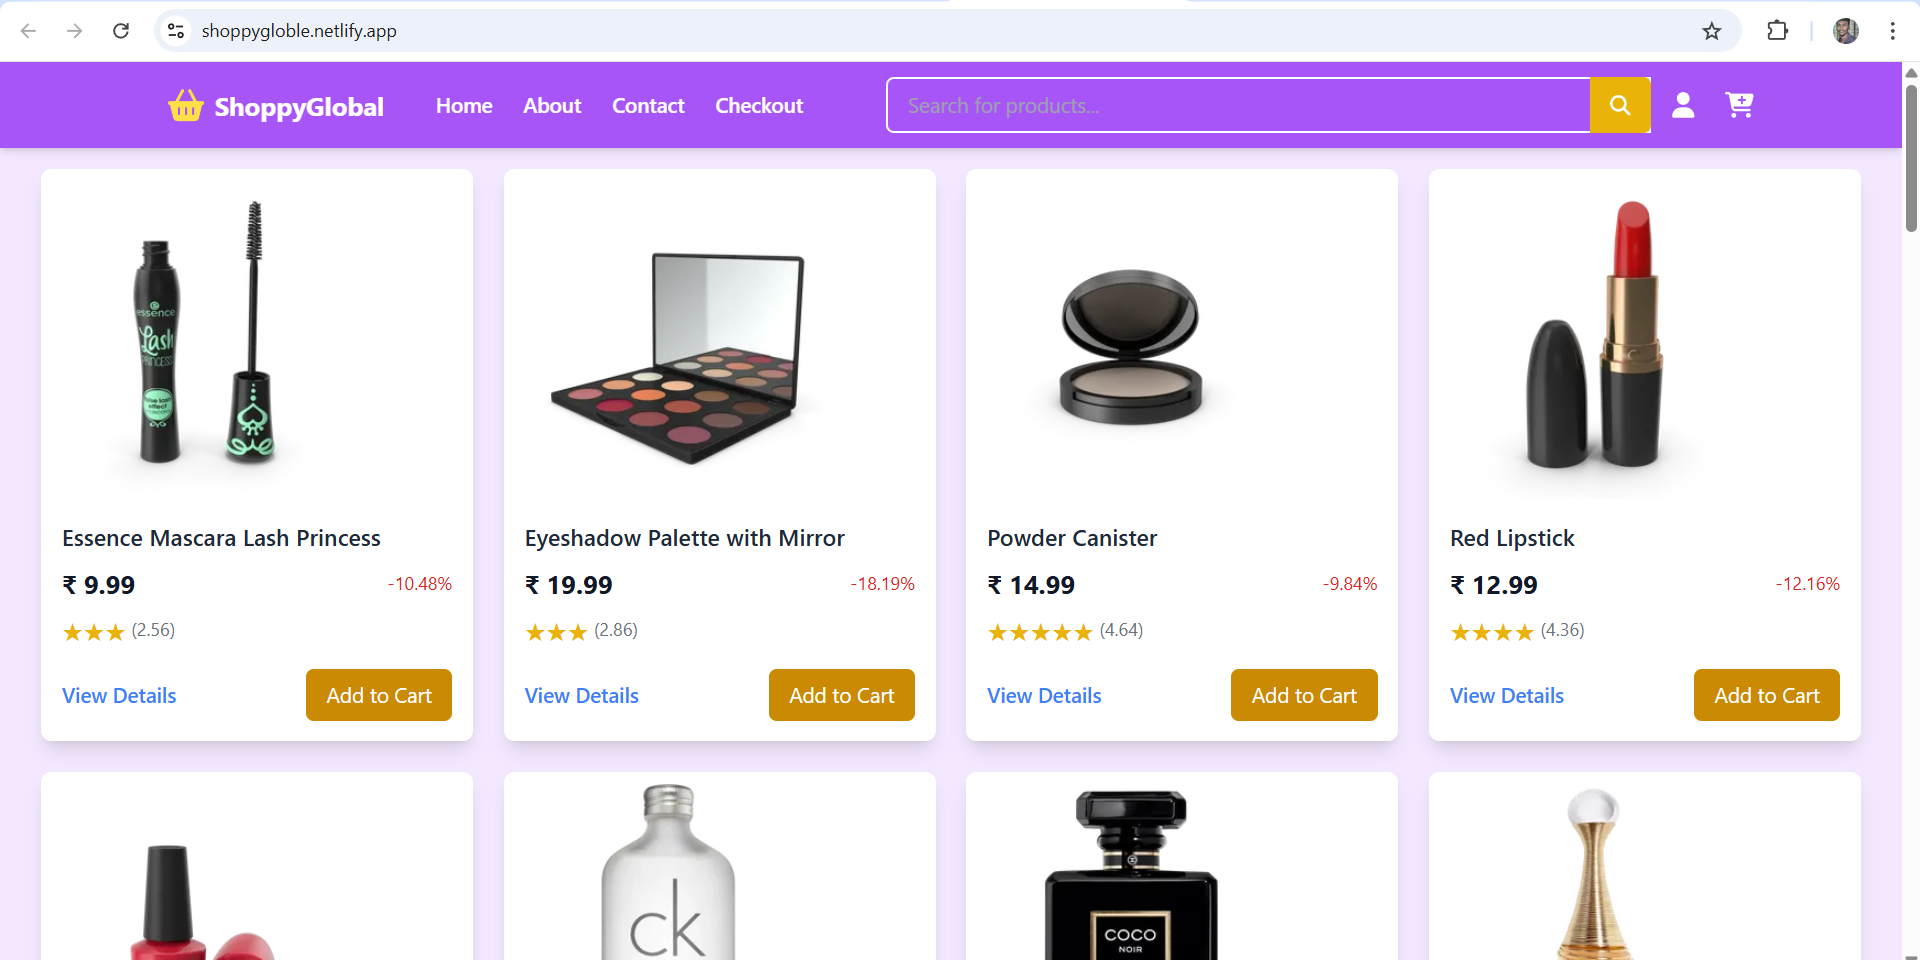 shoppygloble.netlify.app
ShoppyGlobal Home About Contact Checkout Search for products...
essence
Lash
PRINCESS
false lash
effect
Essence Mascara Lash Princess
₹ 9.99 -10.48%
★★★ (2.56)
View Details Add to Cart
Eyeshadow Palette with Mirror
₹ 19.99 -18.19%
★★★ (2.86)
View Details Add to Cart
Powder Canister
₹ 14.99 -9.84%
★★★★★ (4.64)
View Details Add to Cart
C
Red Lipstick
₹ 12.99 -12.16%
★★★★ (4.36)
View Details Add to Cart
ck
COCO
NOIR